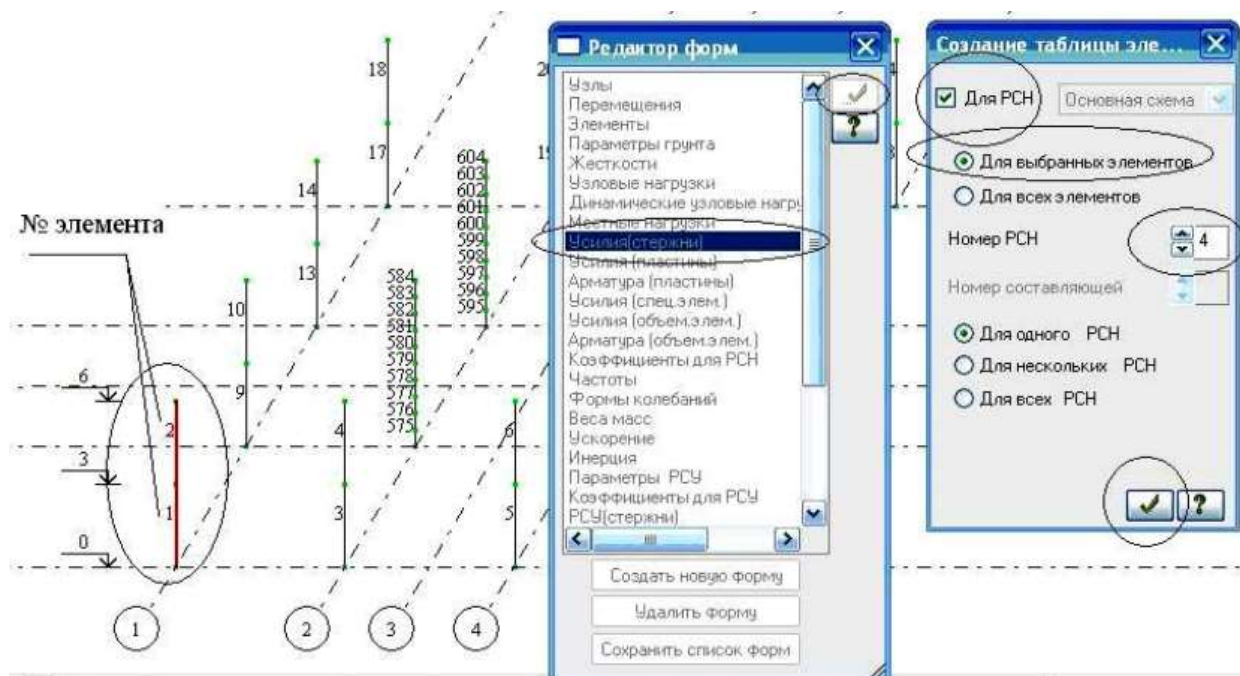 № элемента
6
3
0
2
1
10
9
14
13
18
17
4
3
6
5
584
583
582
581
580
579
578
577
576
575
604
603
602
601
600
599
598
597
596
595
1
2
3
4
Редактор форм
Узлы
Перемещения
Элементы
Параметры грунта
Жесткости
Узловые нагрузки
Динамические узловые нагру
Местные нагрузки
Усилия(стержни)
Усилия (пластины)
Арматура (пластины)
Усилия (спец.элем.)
Усилия (объем.элем.)
Арматура (объем.элем.)
Коэффициенты для РСН
Частоты
Формы колебаний
Веса масс
Ускорение
Инерция
Параметры РСУ
Коэффициенты для РСУ
РСУ(стержни)
?
Создать новую форму
Удалить форму
Сохранить список форм
Создание таблицы эле...
Для РСН Основная схема
Для выбранных элементов
Для всех элементов
Номер РСН 4
Номер составляющей
Для одного РСН
Для нескольких РСН
Для всех РСН
?